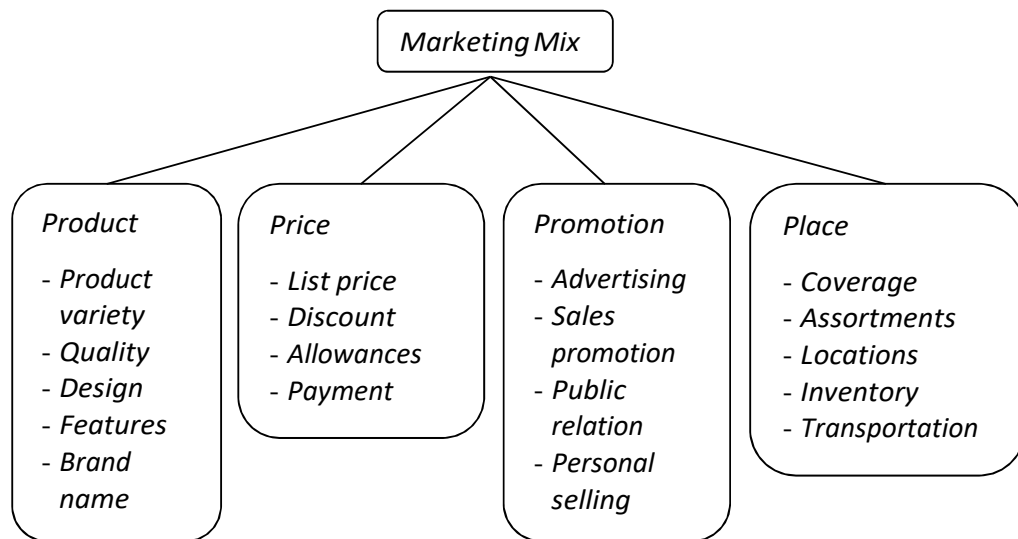 Marketing Mix
Product
- Product
variety
- Quality
- Design
- Features
- Brand
name
Price
- List price
- Discount
- Allowances
- Payment
Promotion
- Advertising
- Sales
promotion
- Public
relation
- Personal
selling
Place
- Coverage
- Assortments
- Locations
- Inventory
- Transportation